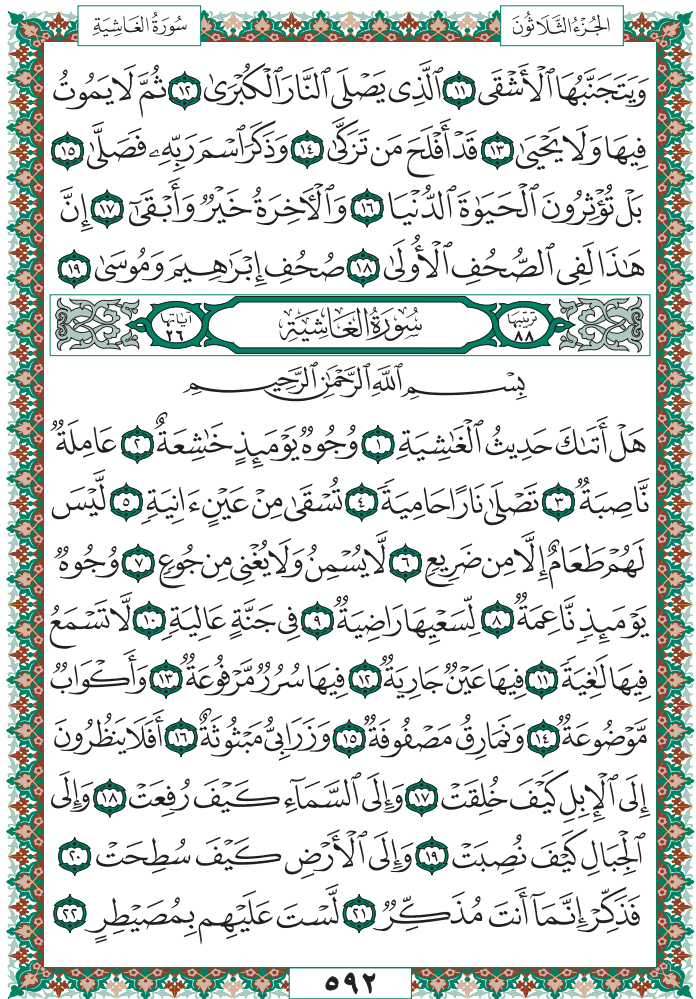 الجُزْءُ الثَّلَاثُونَ
سُورَةُ الغَاشِيَةِ
وَيَتَجَنَّبُهَا ٱلْأَشْقَى ١١ ٱلَّذِى يَصْلَى ٱلنَّارَ ٱلْكُبْرَىٰ ١٢ ثُمَّ لَا يَمُوتُ
فِيهَا وَلَا يَحْيَىٰ ١٣ قَدْ أَفْلَحَ مَن تَزَكَّىٰ ١٤ وَذَكَرَ ٱسْمَ رَبِّهِۦ فَصَلَّىٰ ١٥
بَلْ تُؤْثِرُونَ ٱلْحَيَوٰةَ ٱلدُّنْيَا ١٦ وَٱلْـَٔاخِرَةُ خَيْرٌ وَأَبْقَىٰٓ ١٧ إِنَّ
هَـٰذَا لَفِى ٱلصُّحُفِ ٱلْأُولَىٰ ١٨ صُحُفِ إِبْرَٰهِيمَ وَمُوسَىٰ ١٩
تَرْتِيبُهَا ٨٨ سُورَةُ الغَاشِيَةِ آيَاتُهَا ٢٦
بِسْمِ ٱللَّهِ ٱلرَّحْمَـٰنِ ٱلرَّحِيمِ
هَلْ أَتَىٰكَ حَدِيثُ ٱلْغَـٰشِيَةِ ١ وُجُوهٌ يَوْمَئِذٍ خَـٰشِعَةٌ ٢ عَامِلَةٌ
نَّاصِبَةٌ ٣ تَصْلَىٰ نَارًا حَامِيَةً ٤ تُسْقَىٰ مِنْ عَيْنٍ ءَانِيَةٍ ٥ لَّيْسَ
لَهُمْ طَعَامٌ إِلَّا مِن ضَرِيعٍ ٦ لَّا يُسْمِنُ وَلَا يُغْنِى مِن جُوعٍ ٧ وُجُوهٌ
يَوْمَئِذٍ نَّاعِمَةٌ ٨ لِّسَعْيِهَا رَاضِيَةٌ ٩ فِى جَنَّةٍ عَالِيَةٍ ١٠ لَّا تَسْمَعُ
فِيهَا لَـٰغِيَةً ١١ فِيهَا عَيْنٌ جَارِيَةٌ ١٢ فِيهَا سُرُرٌ مَّرْفُوعَةٌ ١٣ وَأَكْوَابٌ
مَّوْضُوعَةٌ ١٤ وَنَمَارِقُ مَصْفُوفَةٌ ١٥ وَزَرَابِىُّ مَبْثُوثَةٌ ١٦ أَفَلَا يَنظُرُونَ
إِلَى ٱلْإِبِلِ كَيْفَ خُلِقَتْ ١٧ وَإِلَى ٱلسَّمَآءِ كَيْفَ رُفِعَتْ ١٨ وَإِلَى
ٱلْجِبَالِ كَيْفَ نُصِبَتْ ١٩ وَإِلَى ٱلْأَرْضِ كَيْفَ سُطِحَتْ ٢٠
فَذَكِّرْ إِنَّمَآ أَنتَ مُذَكِّرٌ ٢١ لَّسْتَ عَلَيْهِم بِمُصَيْطِرٍ ٢٢
٥٩٢